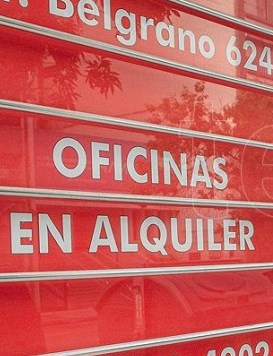 . Belgrano 624
OFICINAS
EN ALQUILER